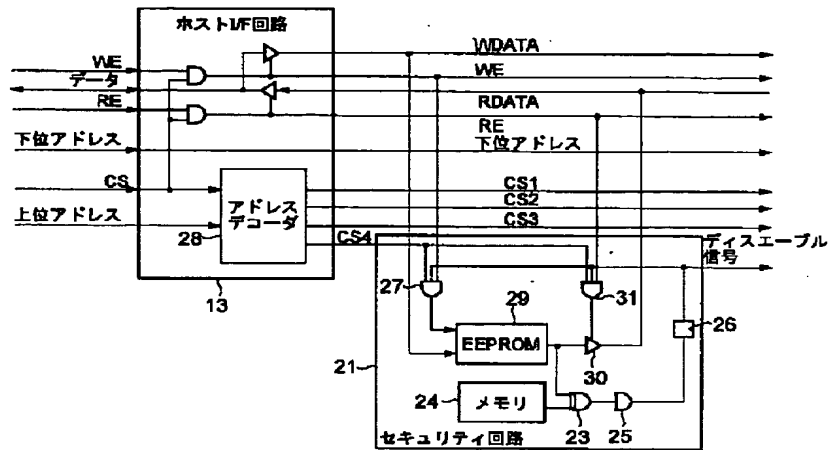 ホストI/F回路
WE
データ
RE
下位アドレス
CS
上位アドレス
アドレス
デコーダ
28
13
WDATA
WE
RDATA
RE
下位アドレス
CS1
CS2
CS3
CS4
ディスエーブル
信号
27
31
29
EEPROM
30
26
21
24
メモリ
23
25
セキュリティ回路